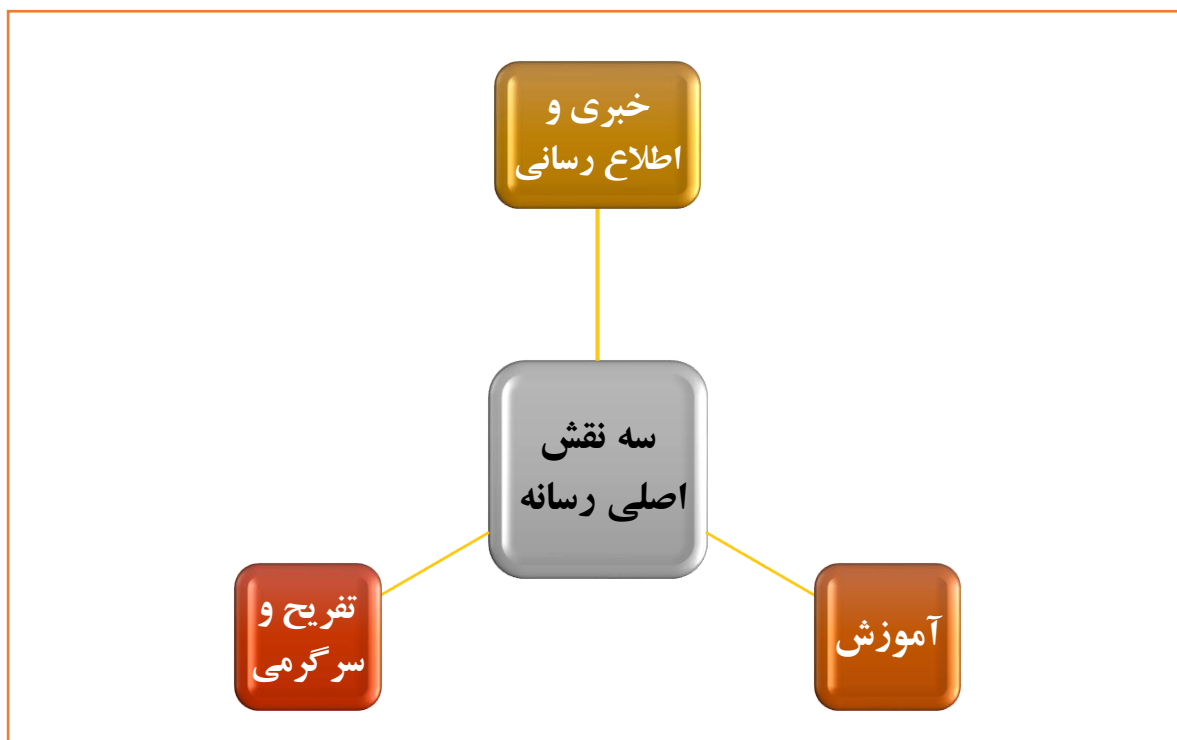 خبری و
اطلاع رسانی
سه نقش
اصلی رسانه
آموزش
تفریح و
سرگرمی